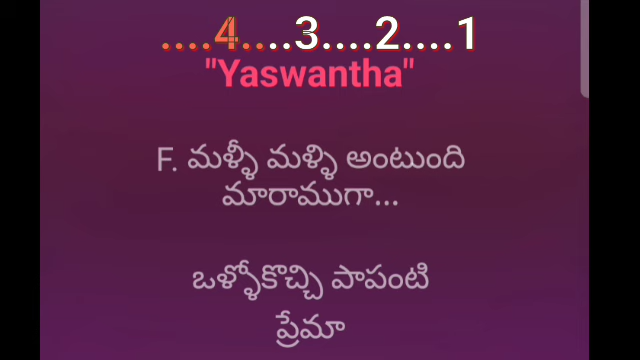 ....4....3....2....1
"Yaswantha"
F. మళ్ళీ మళ్ళి అంటుంది
మారాముగా...
ఒళ్ళోకొచ్చి పాపంటి
ప్రేమా